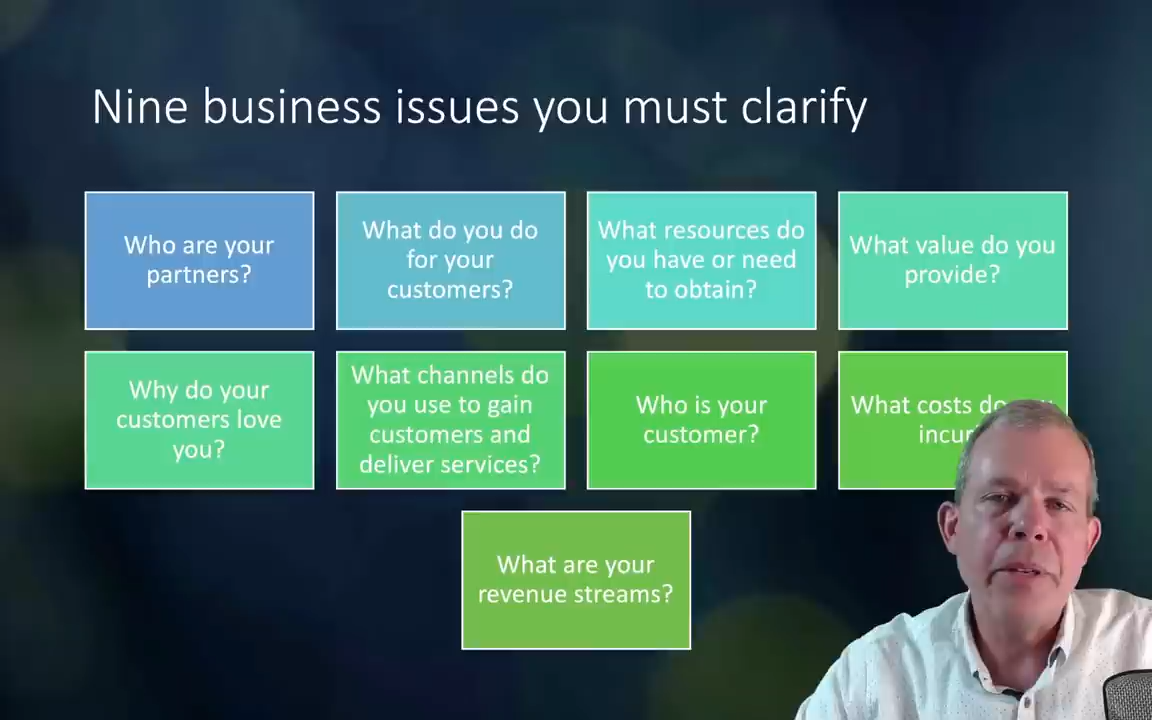 Nine business issues you must clarify
Who are your
partners?
What do you do
for your
customers?
What resources do
you have or need
to obtain?
What value do you
provide?
Why do your
customers love
you?
What channels do
you use to gain
customers and
deliver services?
Who is your
customer?
What costs do
incur
What are your
revenue streams?